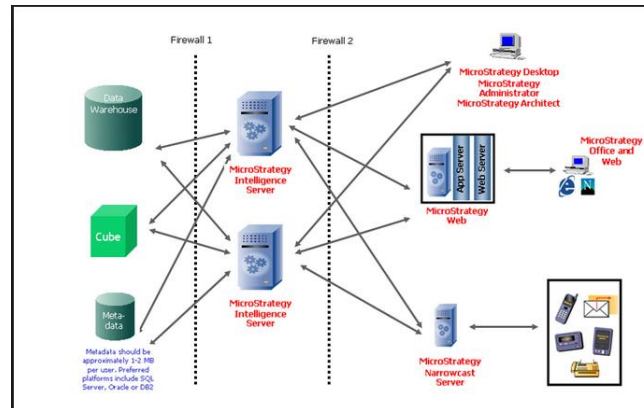 Firewall 1
Firewall 2
Data
Warehouse
Cube
Meta-
data
Metadata should be
approximately 1-2 MB
per user. Preferred
platforms include SQL
Server, Oracle or DB2
MicroStrategy
Intelligence
Server
MicroStrategy
Intelligence
Server
MicroStrategy Desktop
MicroStrategy
Administrator
MicroStrategy Architect
App Server
Web Server
MicroStrategy
Web
MicroStrategy
Office and
Web
N
MicroStrategy
Narrowcast
Server